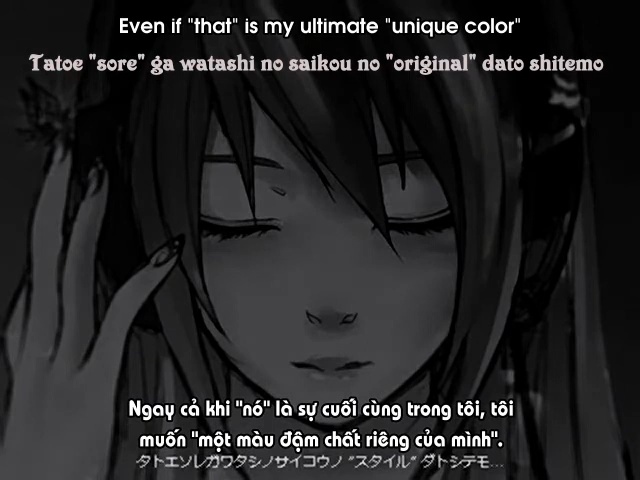 Even if "that" is my ultimate "unique color"
Tatoe "sore" ga watashi no saikou no "original" dato shitemo
Ngay cả khi "nó" là sự cuối cùng trong tôi, tôi
muốn "một màu đậm chất riêng của mình".
タトエソレガワタシノサイコウノ "スタイル" ダトシテモ...